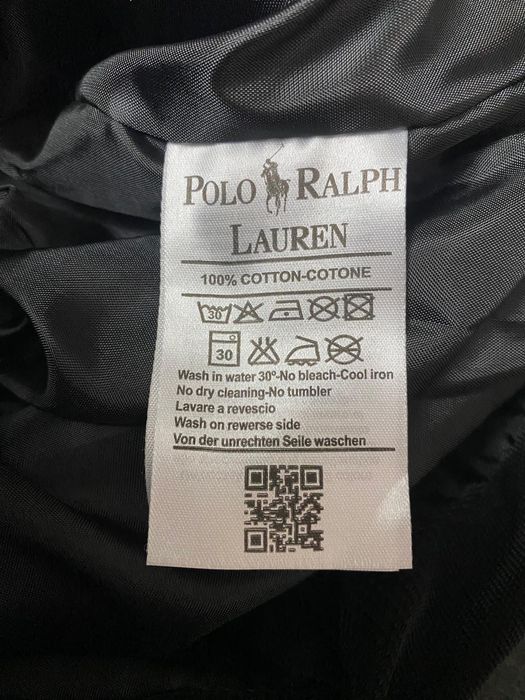 POLO RALPH
LAUREN
100% COTTON-COTONE
30
30
Wash in water 30°-No bleach-Cool iron
No dry cleaning-No tumbler
Lavare a revescio
Wash on rewerse side
Von der unrechten Seile waschen